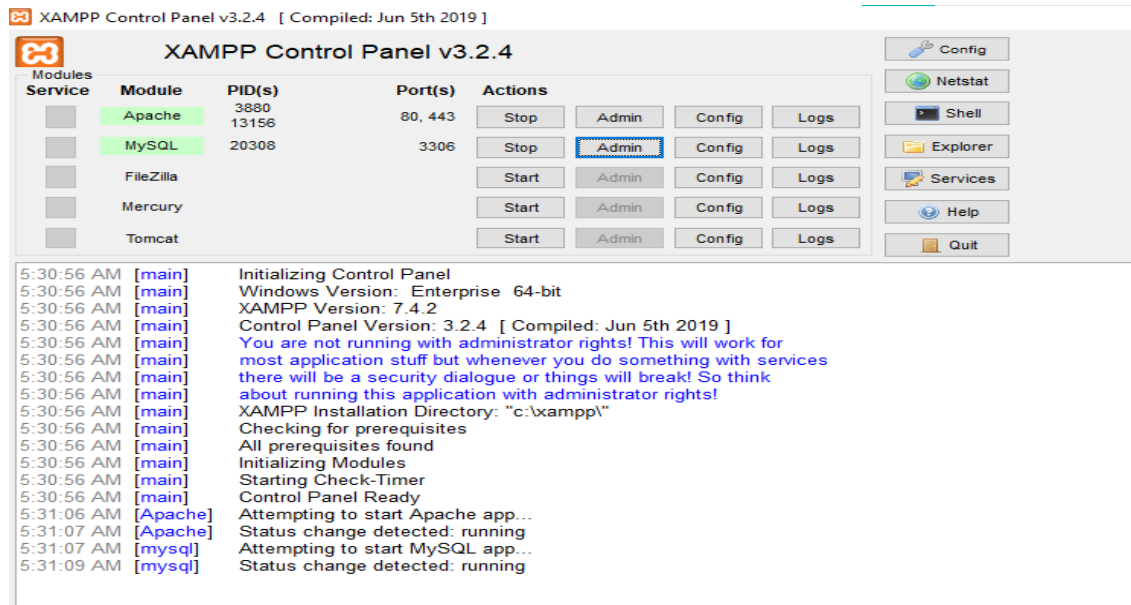 XAMPP Control Panel v3.2.4 [ Compiled: Jun 5th 2019 ]
XAMPP Control Panel v3.2.4
Config
Modules
Netstat
Service Module PID(s) Port(s) Actions
Apache 3880 13156 80, 443 Stop Admin Config Logs
Shell
MySQL 20308 3306 Stop Admin Config Logs
Explorer
FileZilla Start Admin Config Logs
Services
Mercury Start Admin Config Logs
Help
Tomcat Start Admin Config Logs
Quit
5:30:56 AM [main] Initializing Control Panel
5:30:56 AM [main] Windows Version: Enterprise 64-bit
5:30:56 AM [main] XAMPP Version: 7.4.2
5:30:56 AM [main] Control Panel Version: 3.2.4 [ Compiled: Jun 5th 2019 ]
5:30:56 AM [main] You are not running with administrator rights! This will work for
5:30:56 AM [main] most application stuff but whenever you do something with services
5:30:56 AM [main] there will be a security dialogue or things will break! So think
5:30:56 AM [main] about running this application with administrator rights!
5:30:56 AM [main] XAMPP Installation Directory: "c:\xampp\"
5:30:56 AM [main] Checking for prerequisites
5:30:56 AM [main] All prerequisites found
5:30:56 AM [main] Initializing Modules
5:30:56 AM [main] Starting Check-Timer
5:30:56 AM [main] Control Panel Ready
5:31:06 AM [Apache] Attempting to start Apache app...
5:31:07 AM [Apache] Status change detected: running
5:31:07 AM [mysql] Attempting to start MySQL app...
5:31:09 AM [mysql] Status change detected: running